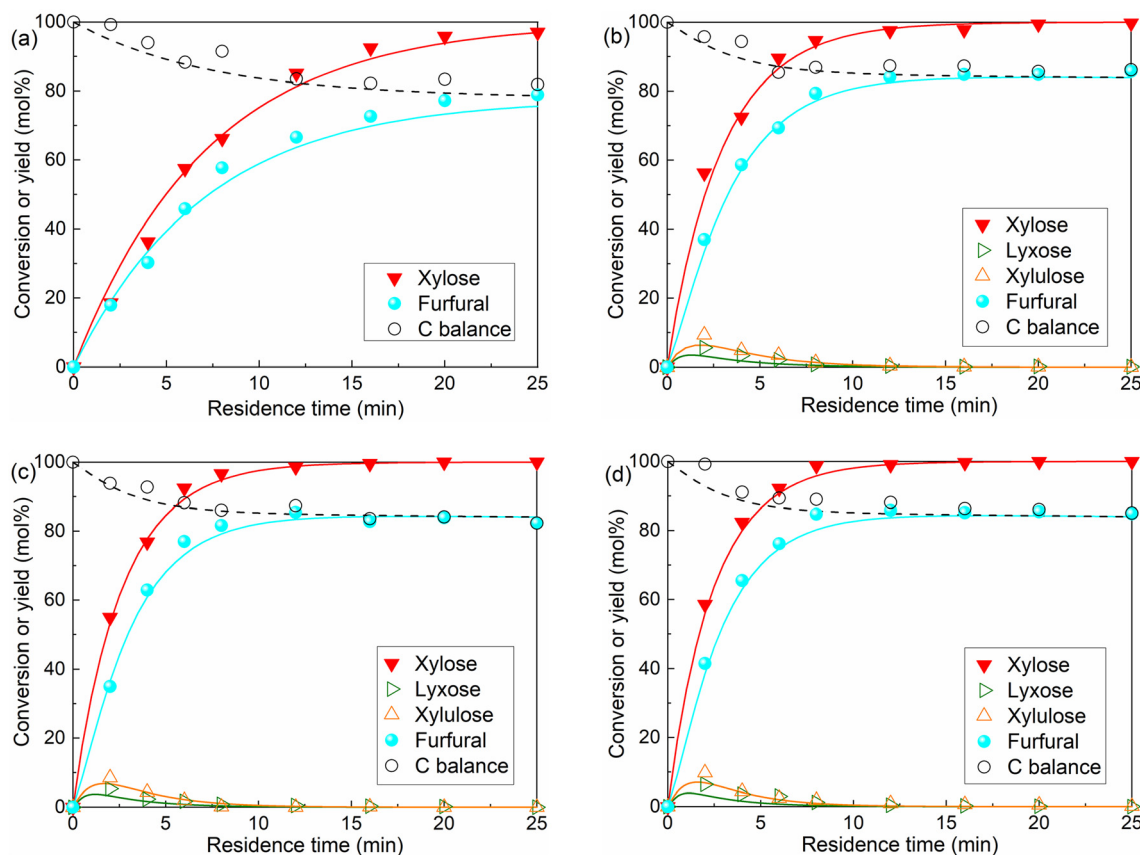 (a)
Conversion or yield (mol%)
100
80
60
40
20
0
Xylose
Furfural
C balance
0 5 10 15 20 25
Residence time (min)
(b)
Conversion or yield (mol%)
100
80
60
40
20
0
Xylose
Lyxose
Xylulose
Furfural
C balance
0 5 10 15 20 25
Residence time (min)
(c)
Conversion or yield (mol%)
100
80
60
40
20
0
Xylose
Lyxose
Xylulose
Furfural
C balance
0 5 10 15 20 25
Residence time (min)
(d)
Conversion or yield (mol%)
100
80
60
40
20
0
Xylose
Lyxose
Xylulose
Furfural
C balance
0 5 10 15 20 25
Residence time (min)